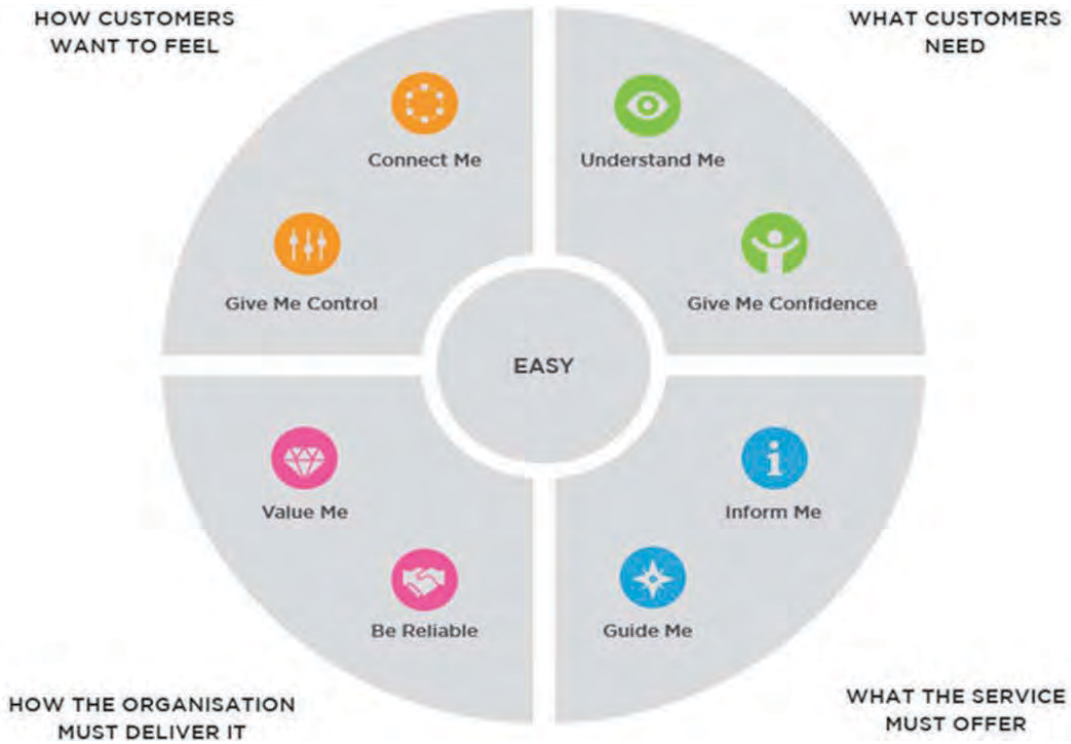 HOW CUSTOMERS
WANT TO FEEL
WHAT CUSTOMERS
NEED
Connect Me
Understand Me
Give Me Control
Give Me Confidence
EASY
Value Me
Inform Me
Be Reliable
Guide Me
HOW THE ORGANISATION
MUST DELIVER IT
WHAT THE SERVICE
MUST OFFER